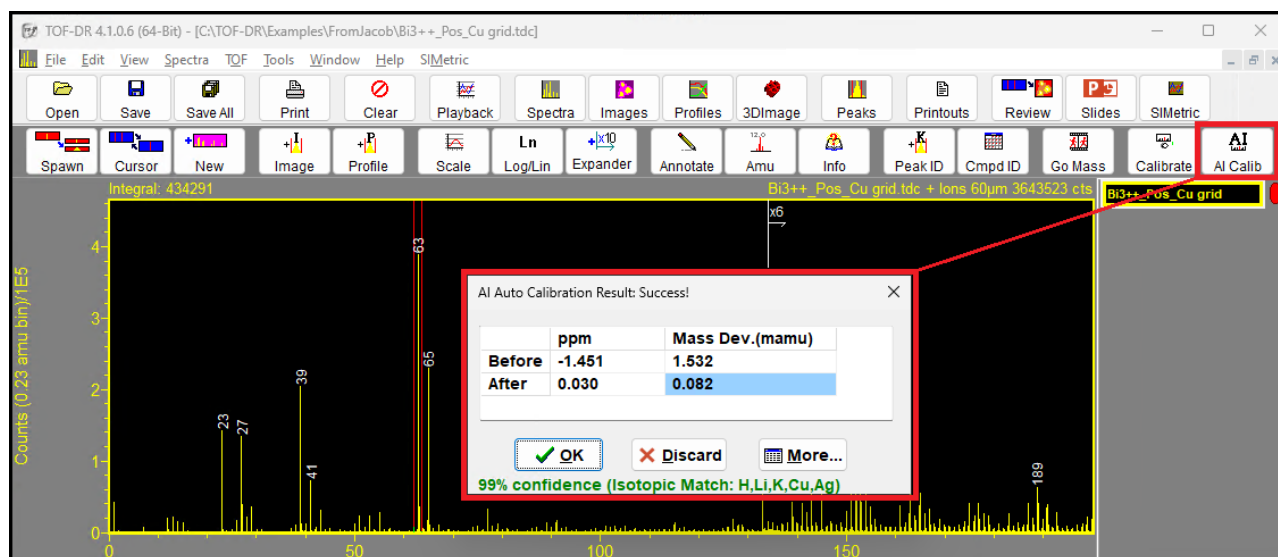 TOF-DR 4.1.0.6 (64-Bit) - [C:\TOF-DR\Examples\FromJacob\Bi3++_Pos_Cu grid.tdc]
File Edit View Spectra TOF Tools Window Help SIMetric
Open Save Save All Print Clear Playback Spectra Images Profiles 3DImage Peaks Printouts Review Slides SIMetric
Ln x10 AI
Spawn Cursor New Image Profile Scale Log/Lin Expander Annotate Amu Info Peak ID Cmpd ID Go Mass Calibrate AI Calib
Integral: 434291 Bi3++_Pos_Cu grid.tdc + Ions 60µm 3643523 cts
Bi3++_Pos_Cu grid
x6
Counts (0.23 amu bin)/1E5
4
3
2
1
0
0 50 100 150
23
27
39
41
63
65
189
AI Auto Calibration Result: Success!
ppm Mass Dev.(mamu)
Before -1.451 1.532
After 0.030 0.082
OK Discard More...
99% confidence (Isotopic Match: H,Li,K,Cu,Ag)